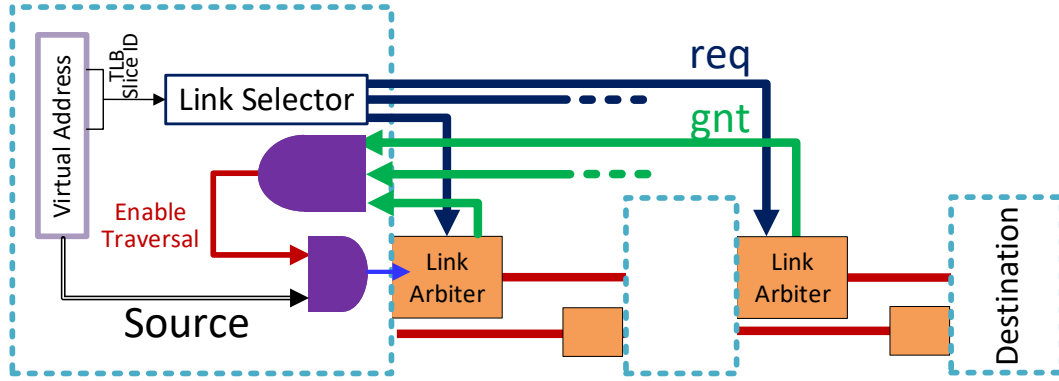 Virtual Address
TLB
Slice ID
Link Selector
req
gnt
Enable
Traversal
Source
Link
Arbiter
Link
Arbiter
Destination